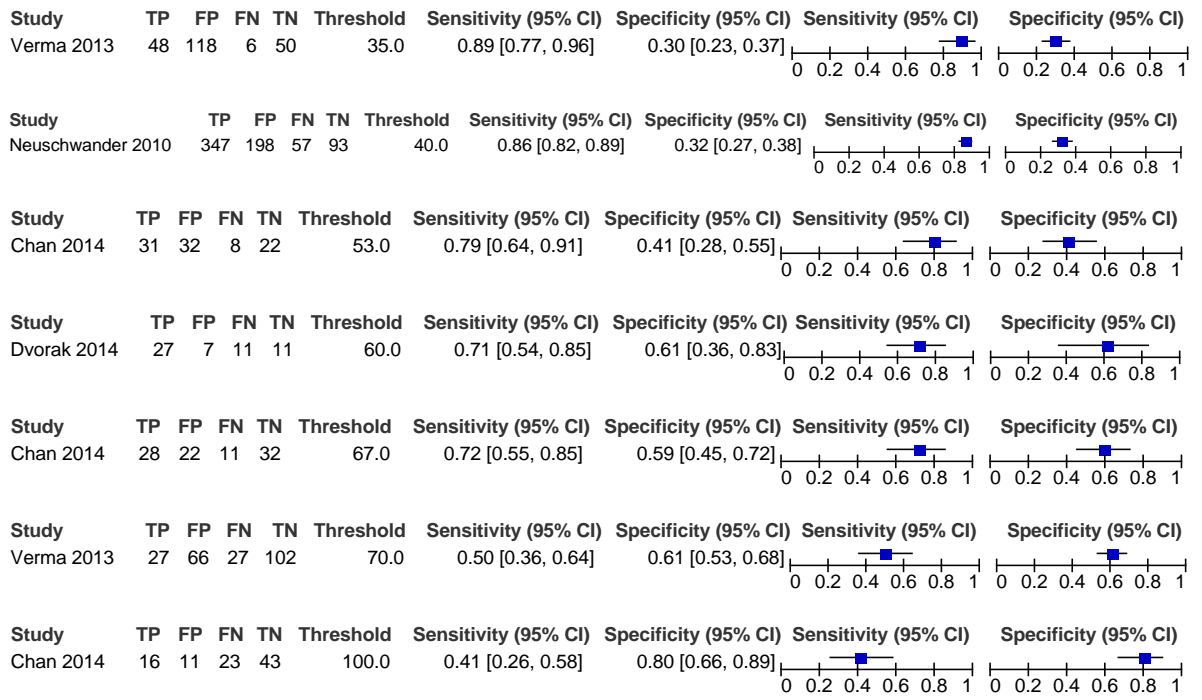 Study TP FP FN TN Threshold Sensitivity (95% CI) Specificity (95% CI) Sensitivity (95% CI) Specificity (95% CI)
Verma 2013 48 118 6 50 35.0 0.89 [0.77, 0.96] 0.30 [0.23, 0.37]
0 0.2 0.4 0.6 0.8 1 0 0.2 0.4 0.6 0.8 1
Study TP FP FN TN Threshold Sensitivity (95% CI) Specificity (95% CI) Sensitivity (95% CI) Specificity (95% CI)
Neuschwander 2010 347 198 57 93 40.0 0.86 [0.82, 0.89] 0.32 [0.27, 0.38]
0 0.2 0.4 0.6 0.8 1 0 0.2 0.4 0.6 0.8 1
Study TP FP FN TN Threshold Sensitivity (95% CI) Specificity (95% CI) Sensitivity (95% CI) Specificity (95% CI)
Chan 2014 31 32 8 22 53.0 0.79 [0.64, 0.91] 0.41 [0.28, 0.55]
0 0.2 0.4 0.6 0.8 1 0 0.2 0.4 0.6 0.8 1
Study TP FP FN TN Threshold Sensitivity (95% CI) Specificity (95% CI) Sensitivity (95% CI) Specificity (95% CI)
Dvorak 2014 27 7 11 11 60.0 0.71 [0.54, 0.85] 0.61 [0.36, 0.83]
0 0.2 0.4 0.6 0.8 1 0 0.2 0.4 0.6 0.8 1
Study TP FP FN TN Threshold Sensitivity (95% CI) Specificity (95% CI) Sensitivity (95% CI) Specificity (95% CI)
Chan 2014 28 22 11 32 67.0 0.72 [0.55, 0.85] 0.59 [0.45, 0.72]
0 0.2 0.4 0.6 0.8 1 0 0.2 0.4 0.6 0.8 1
Study TP FP FN TN Threshold Sensitivity (95% CI) Specificity (95% CI) Sensitivity (95% CI) Specificity (95% CI)
Verma 2013 27 66 27 102 70.0 0.50 [0.36, 0.64] 0.61 [0.53, 0.68]
0 0.2 0.4 0.6 0.8 1 0 0.2 0.4 0.6 0.8 1
Study TP FP FN TN Threshold Sensitivity (95% CI) Specificity (95% CI) Sensitivity (95% CI) Specificity (95% CI)
Chan 2014 16 11 23 43 100.0 0.41 [0.26, 0.58] 0.80 [0.66, 0.89]
0 0.2 0.4 0.6 0.8 1 0 0.2 0.4 0.6 0.8 1